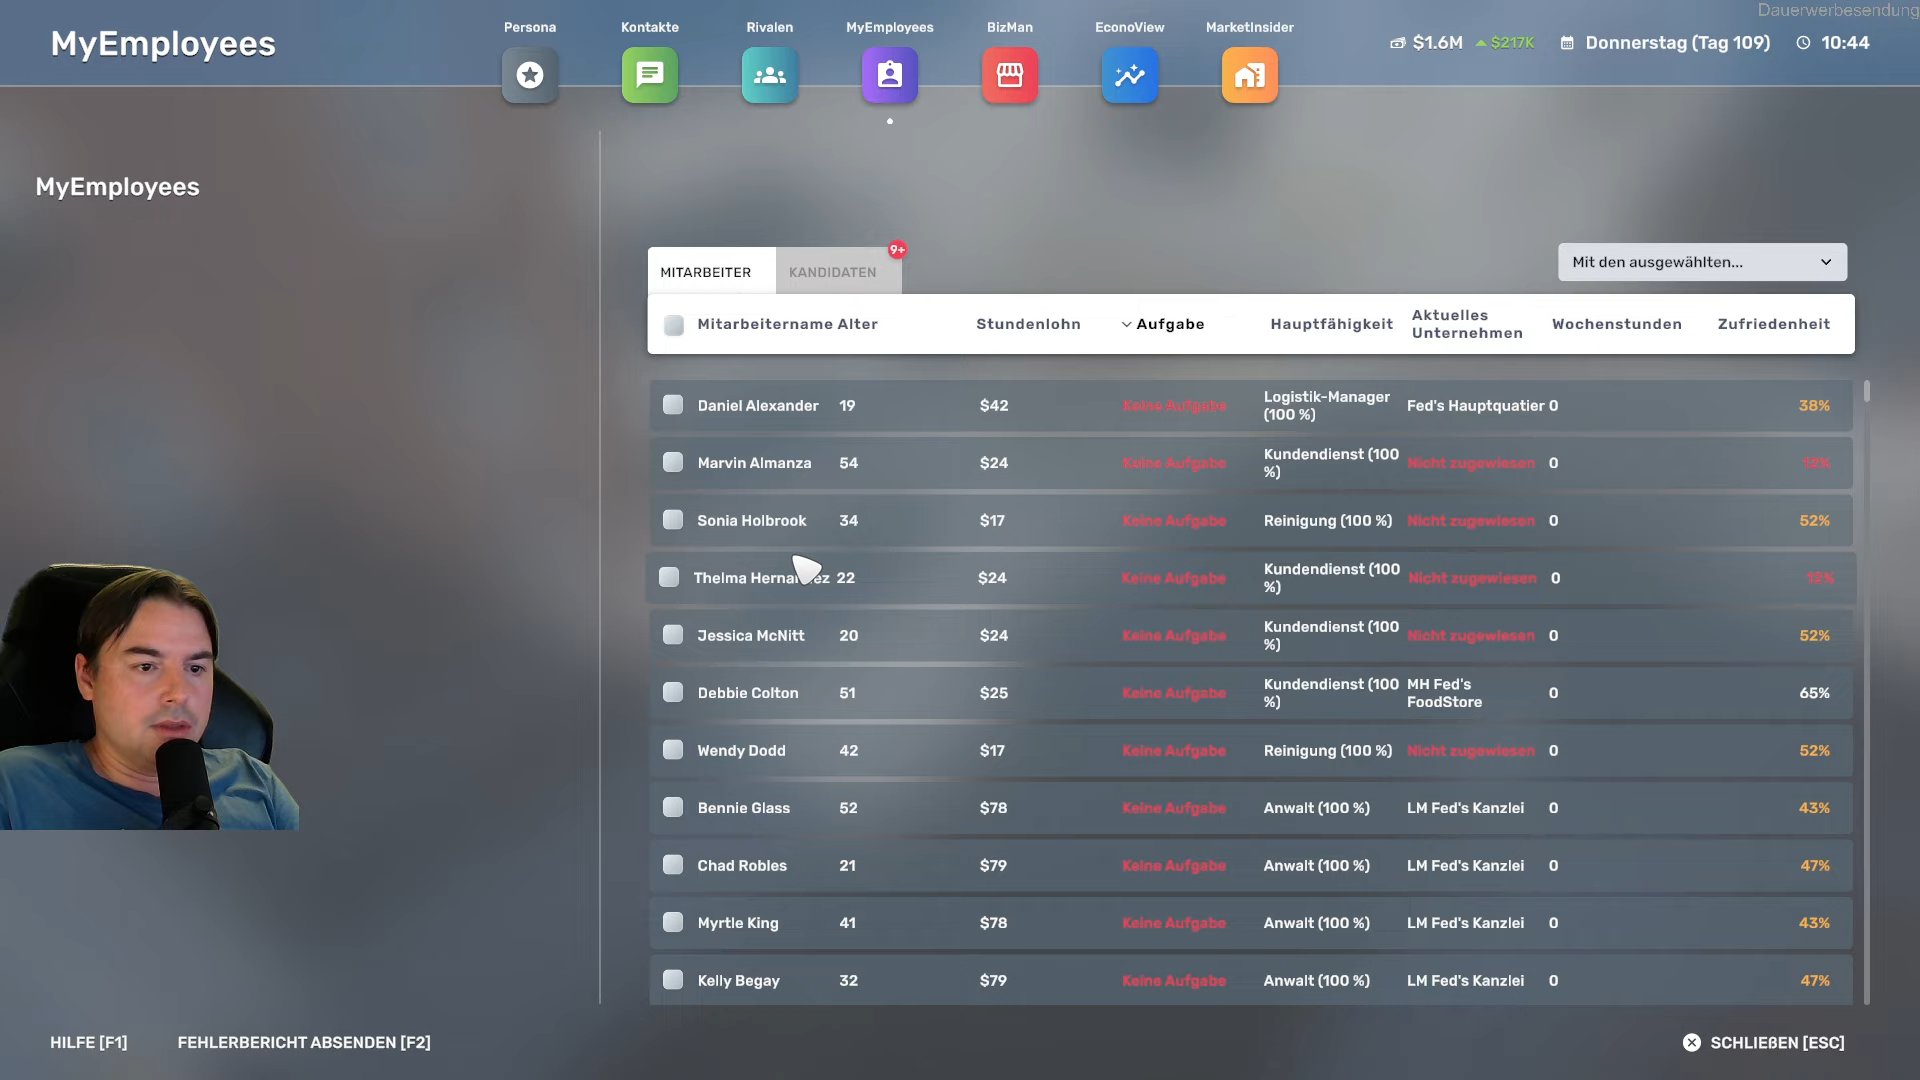 Dauerwerbesendung
MyEmployees
Persona
Kontakte
Rivalen
MyEmployees
BizMan
EconoView
MarketInsider
$1.6M $217K Donnerstag (Tag 109) 10:44
MyEmployees
MITARBEITER
KANDIDATEN
9+
Mit den ausgewählten...
Mitarbeitername Alter Stundenlohn Aufgabe Hauptfähigkeit Aktuelles Unternehmen Wochenstunden Zufriedenheit
Daniel Alexander 19 $42 Keine Aufgabe Logistik-Manager (100 %) Fed's Hauptquatier 0 38%
Marvin Almanza 54 $24 Keine Aufgabe Kundendienst (100 %) Nicht zugewiesen 0 12%
Sonia Holbrook 34 $17 Keine Aufgabe Reinigung (100 %) Nicht zugewiesen 0 52%
Thelma 22 $24 Keine Aufgabe Kundendienst (100 %) Nicht zugewiesen 0 12%
Jessica McNitt 20 $24 Keine Aufgabe Kundendienst (100 %) Nicht zugewiesen 0 52%
Debbie Colton 51 $25 Keine Aufgabe Kundendienst (100 %) MH Fed's FoodStore 0 65%
Wendy Dodd 42 $17 Keine Aufgabe Reinigung (100 %) Nicht zugewiesen 0 52%
Bennie Glass 52 $78 Keine Aufgabe Anwalt (100 %) LM Fed's Kanzlei 0 43%
Chad Robles 21 $79 Keine Aufgabe Anwalt (100 %) LM Fed's Kanzlei 0 47%
Myrtle King 41 $78 Keine Aufgabe Anwalt (100 %) LM Fed's Kanzlei 0 43%
Kelly Begay 32 $79 Keine Aufgabe Anwalt (100 %) LM Fed's Kanzlei 0 47%
HILFE [F1]
FEHLERBERICHT ABSENDEN [F2]
SCHLIEßEN [ESC]